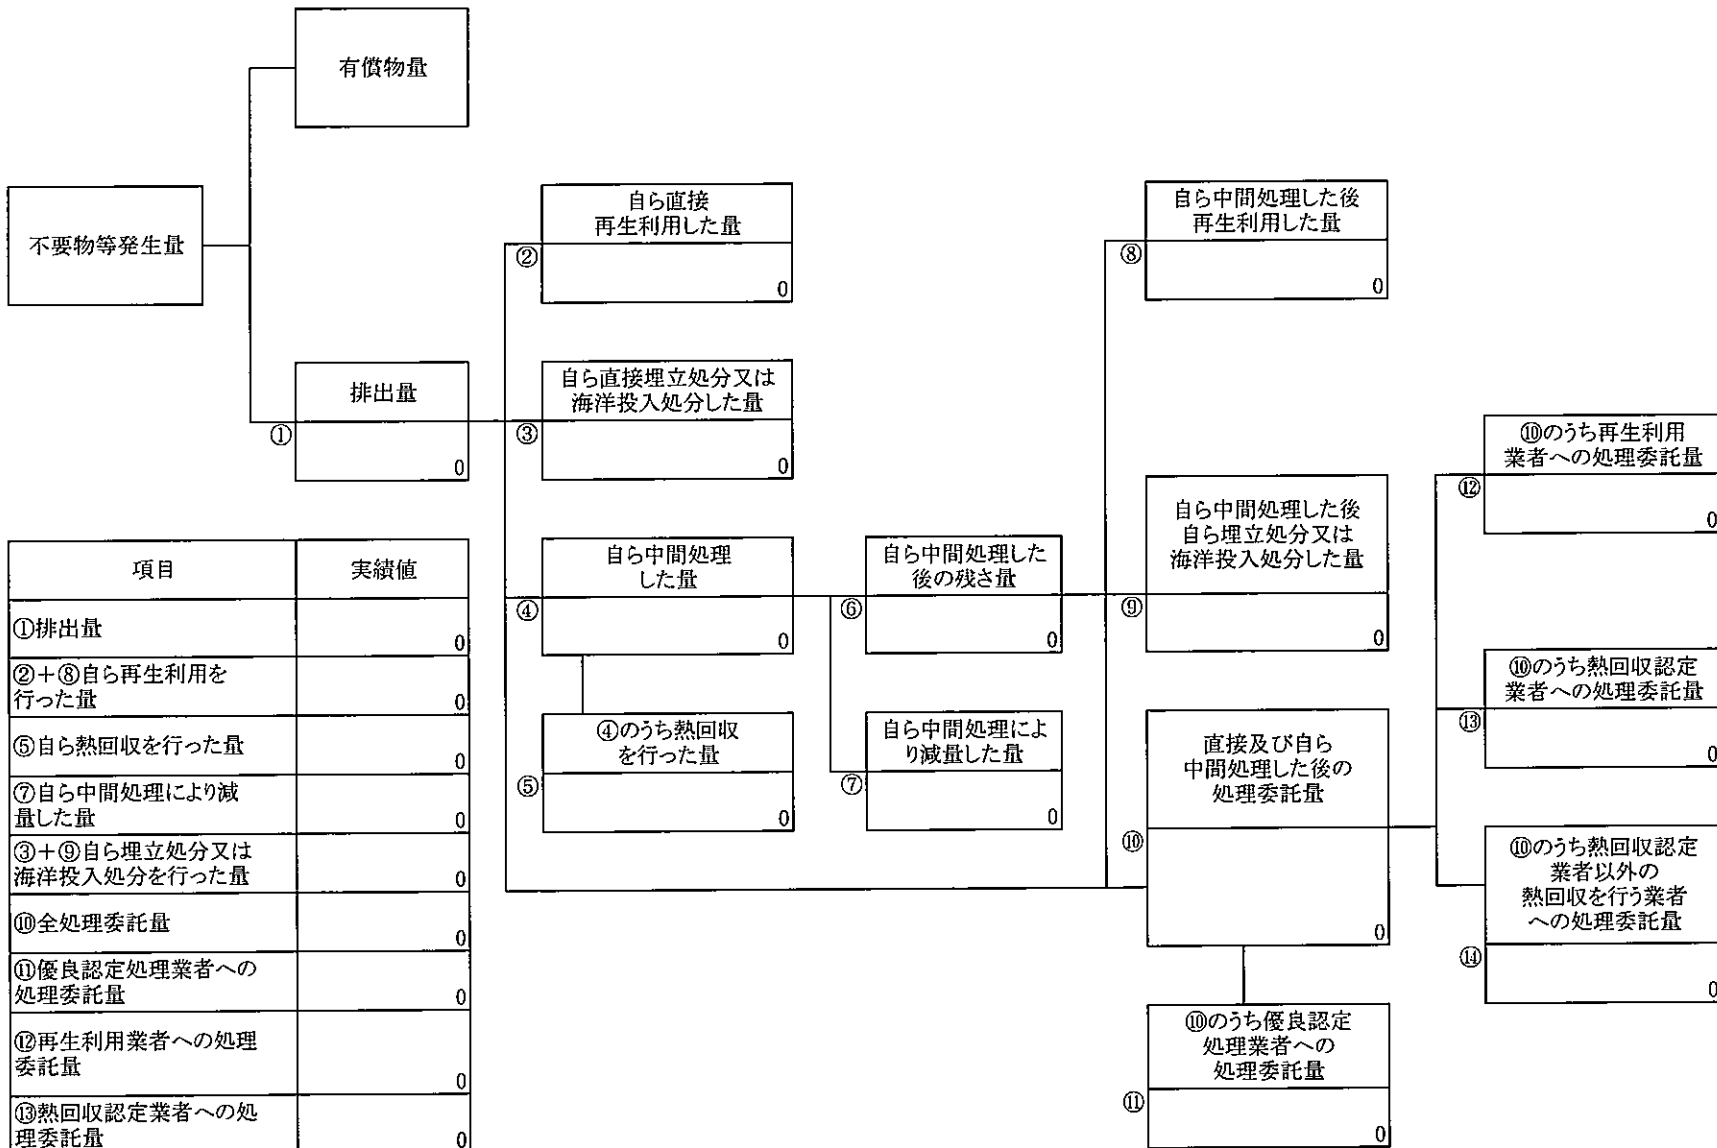 有償物量
不要物等発生量
排出量
①
0
自ら直接
再生利用した量
②
0
自ら直接埋立処分又は
海洋投入処分した量
③
0
自ら中間処理
した量
④
0
④のうち熱回収
を行った量
⑤
0
自ら中間処理した
後の残さ量
⑥
0
自ら中間処理によ
り減量した量
⑦
0
自ら中間処理した後
再生利用した量
⑧
0
自ら中間処理した後
自ら埋立処分又は
海洋投入処分した量
⑨
0
直接及び自ら
中間処理した後の
処理委託量
⑩
0
⑩のうち優良認定
処理業者への
処理委託量
⑪
0
⑩のうち再生利用
業者への処理委託量
⑫
0
⑩のうち熱回収認定
業者への処理委託量
⑬
0
⑩のうち熱回収認定
業者以外の
熱回収を行う業者
への処理委託量
⑭
0
項目 実績値
①排出量
0
②+⑧自ら再生利用を
行った量
0
⑤自ら熱回収を行った量
0
⑦自ら中間処理により減
量した量
0
③+⑨自ら埋立処分又は
海洋投入処分を行った量
0
⑩全処理委託量
0
⑪優良認定処理業者への
処理委託量
0
⑫再生利用業者への処理
委託量
0
⑬熱回収認定業者への処
理委託量
0